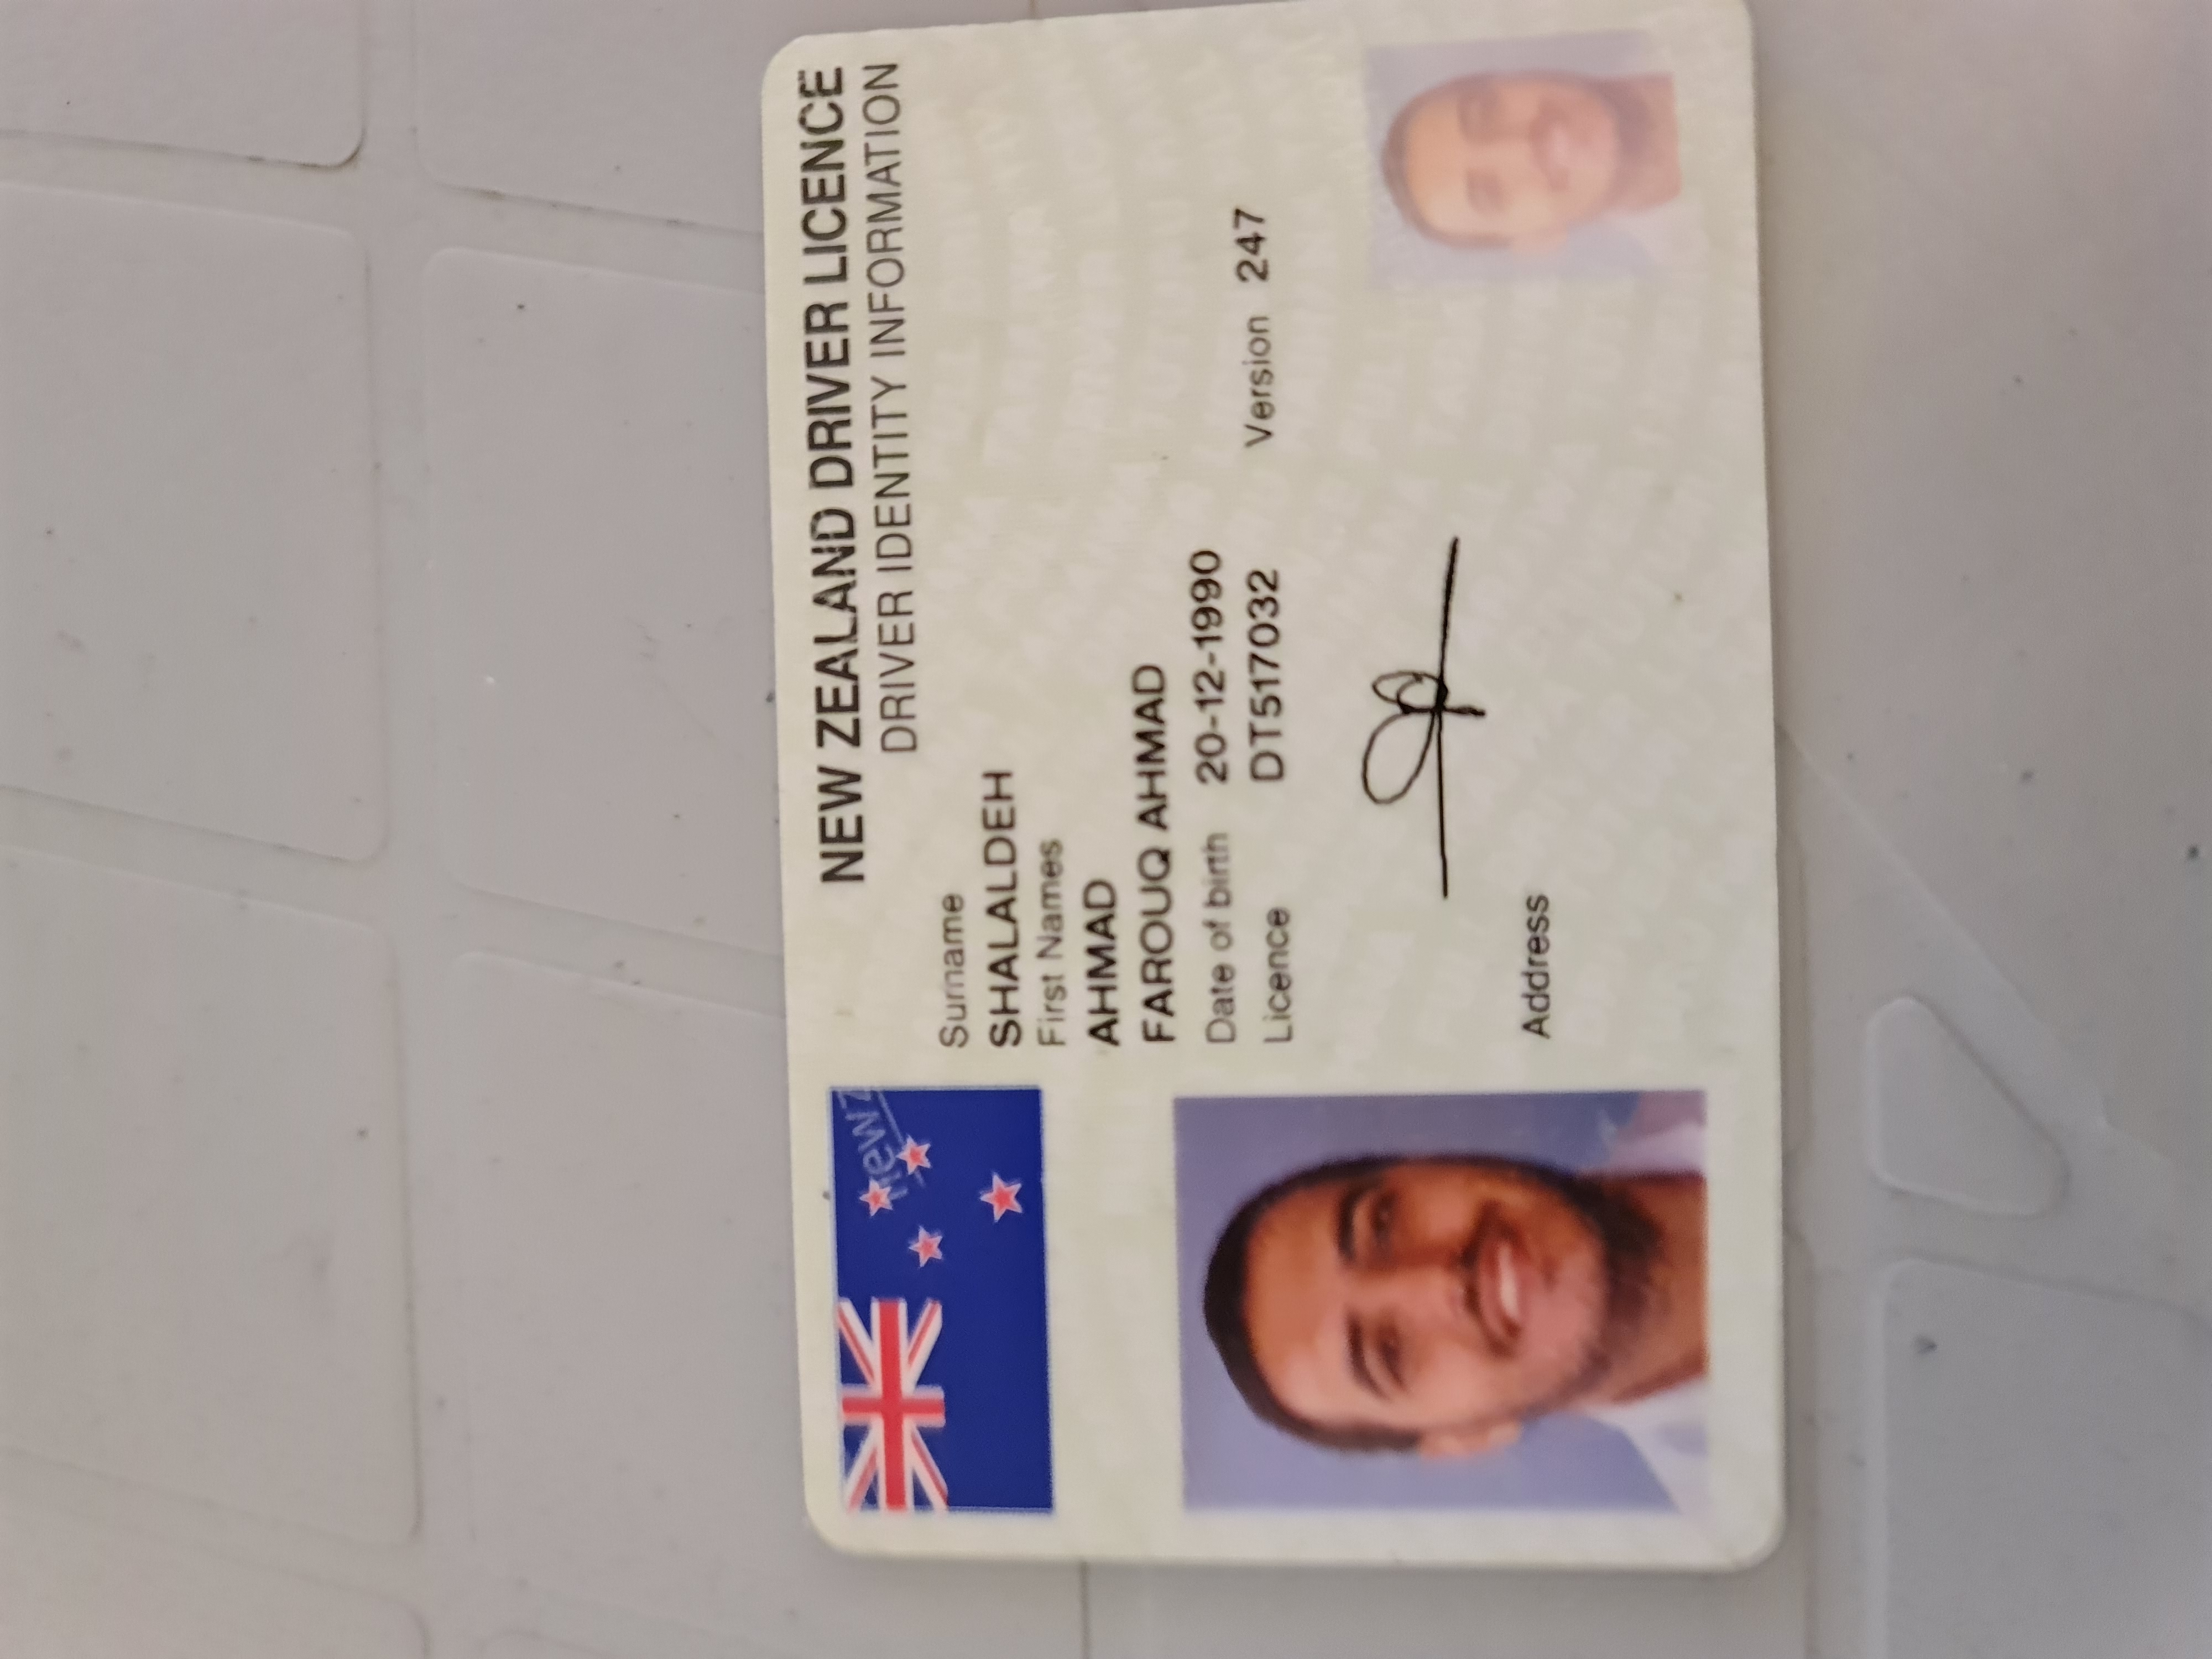 newz
NEW ZEALAND DRIVER LICENCE
DRIVER IDENTITY INFORMATION
Surname
SHALALDEH
First Names
AHMAD
FAROUQ AHMAD
Date of birth 20-12-1990
Licence DT517032 Version 247
Address